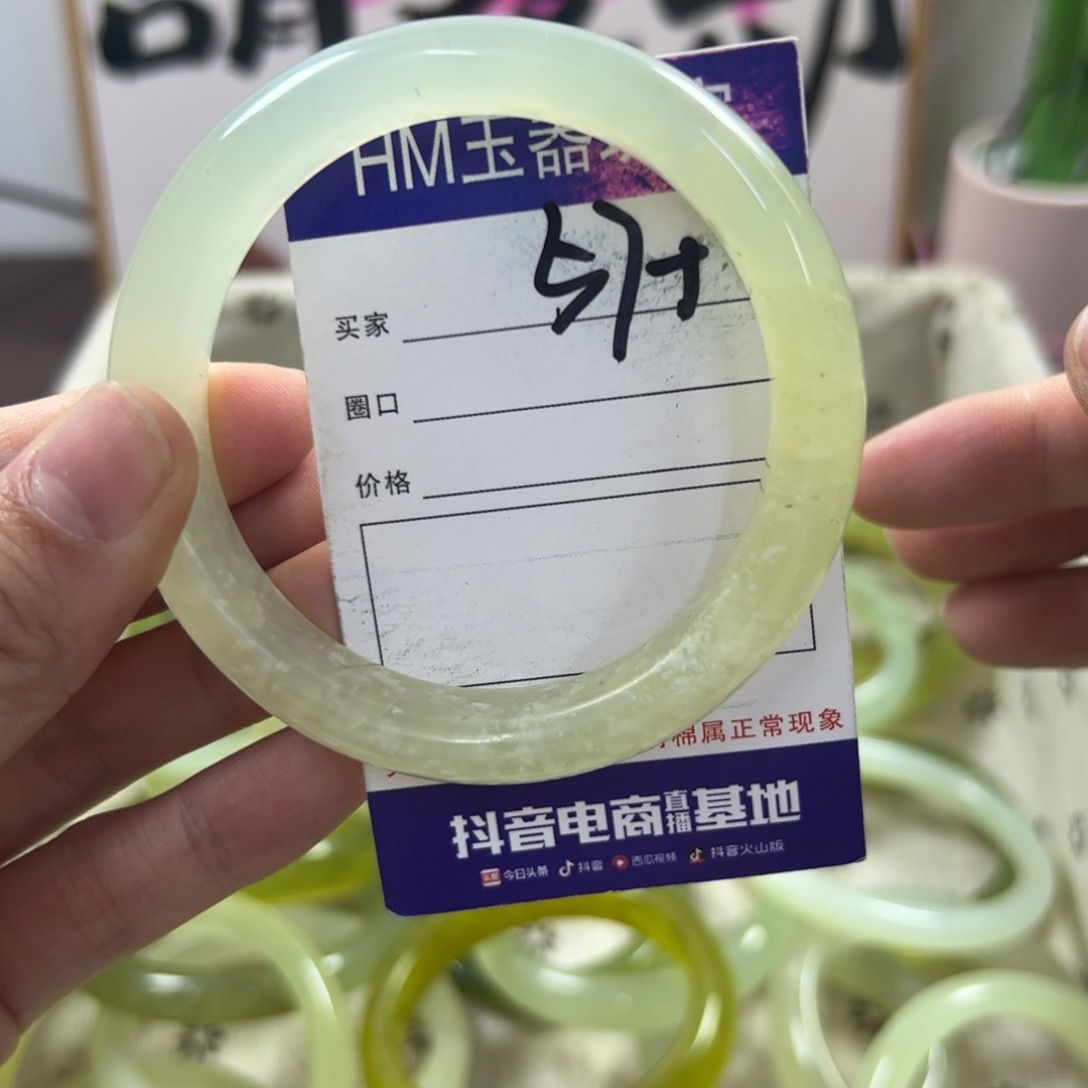 HM玉器
买家
圈口
价格
棉属正常现象
抖音电商直播基地
今日头条 抖音 西瓜视频 抖音火山版